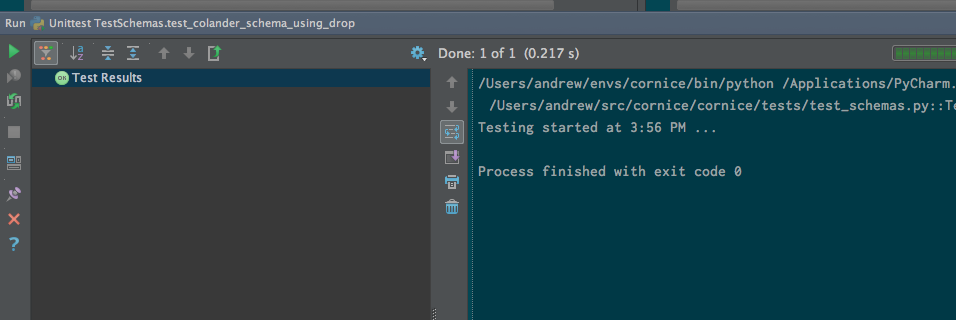 Run Unittest TestSchemas.test_colander_schema_using_drop
Done: 1 of 1 (0.217 s)
OK Test Results
/Users/andrew/envs/cornice/bin/python /Applications/PyCharm.
/Users/andrew/src/cornice/cornice/tests/test_schemas.py::Te
Testing started at 3:56 PM ...
Process finished with exit code 0